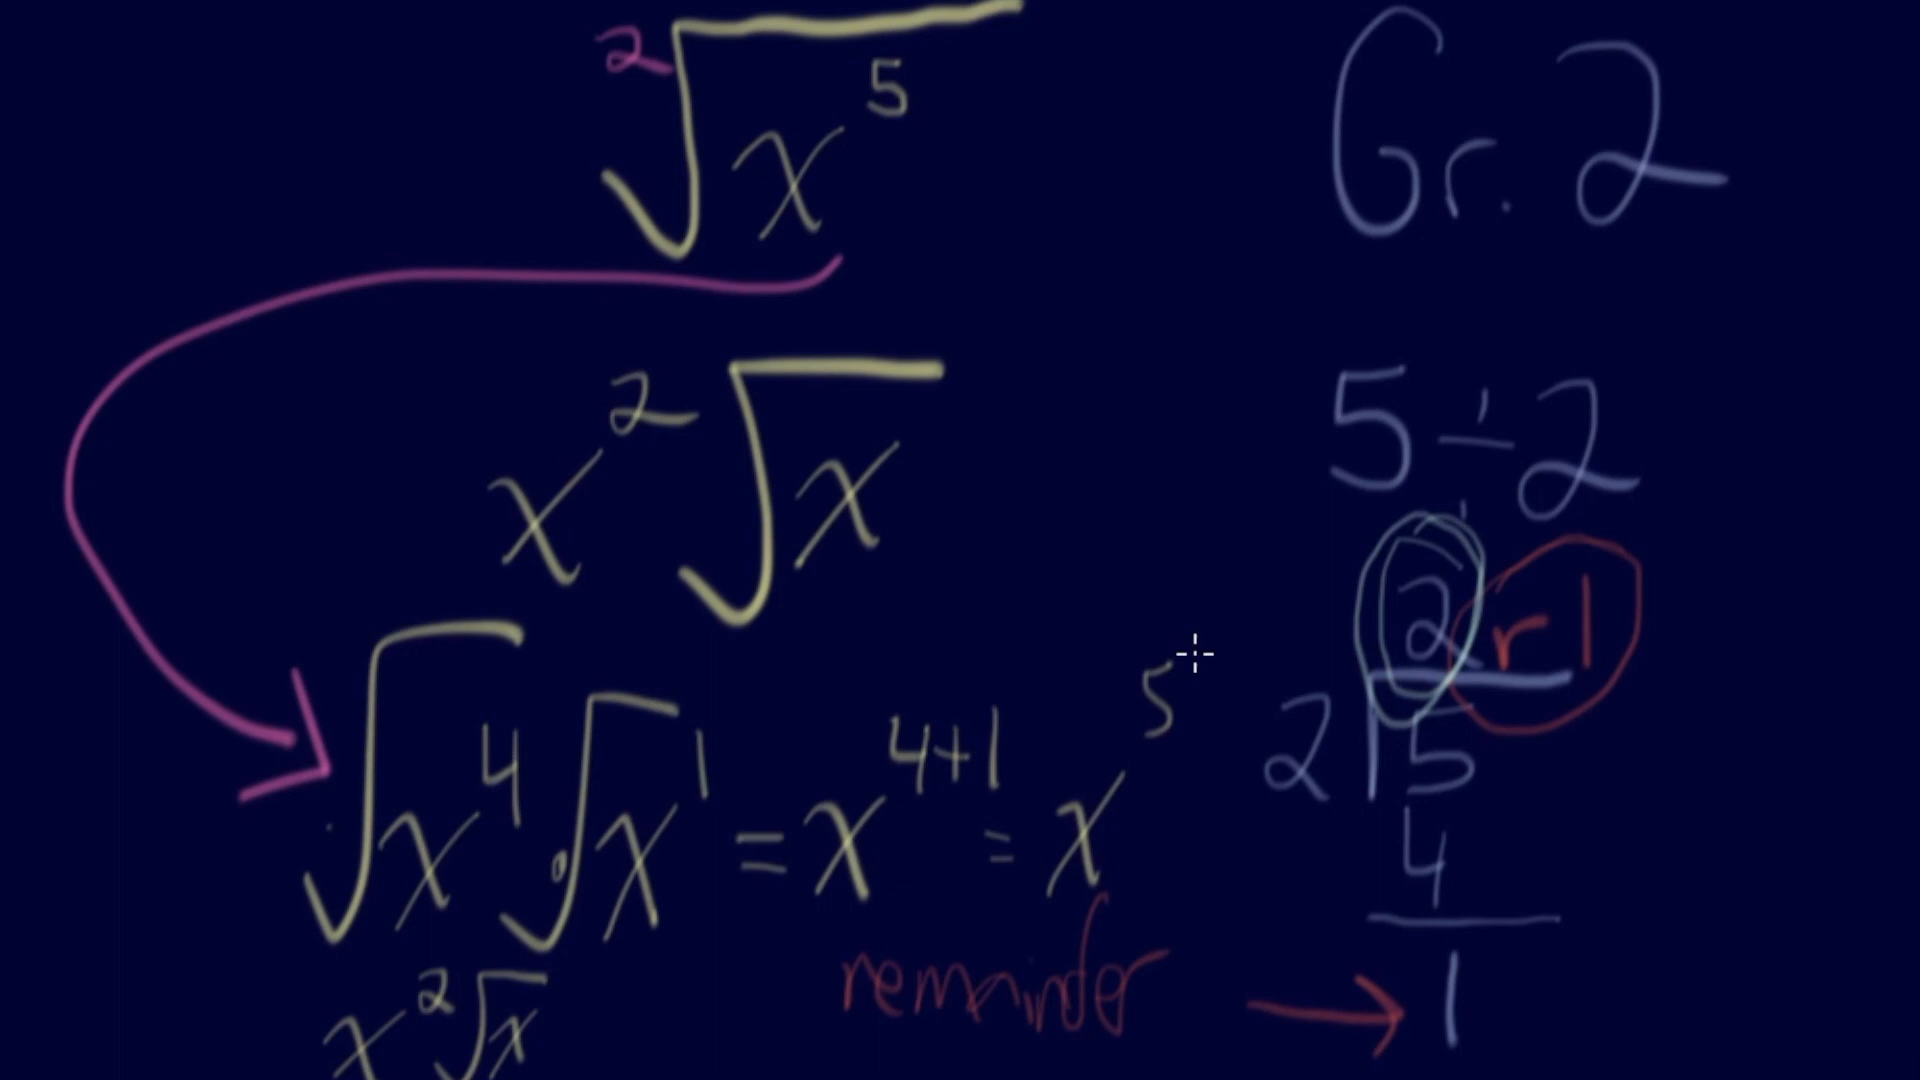 ²√x⁵
Gr. 2
x²√x
5÷2
2 r1
2⟌5
4
1
√x⁴ · √x¹ = x⁴⁺¹ = x⁵
x²√x
remainder →